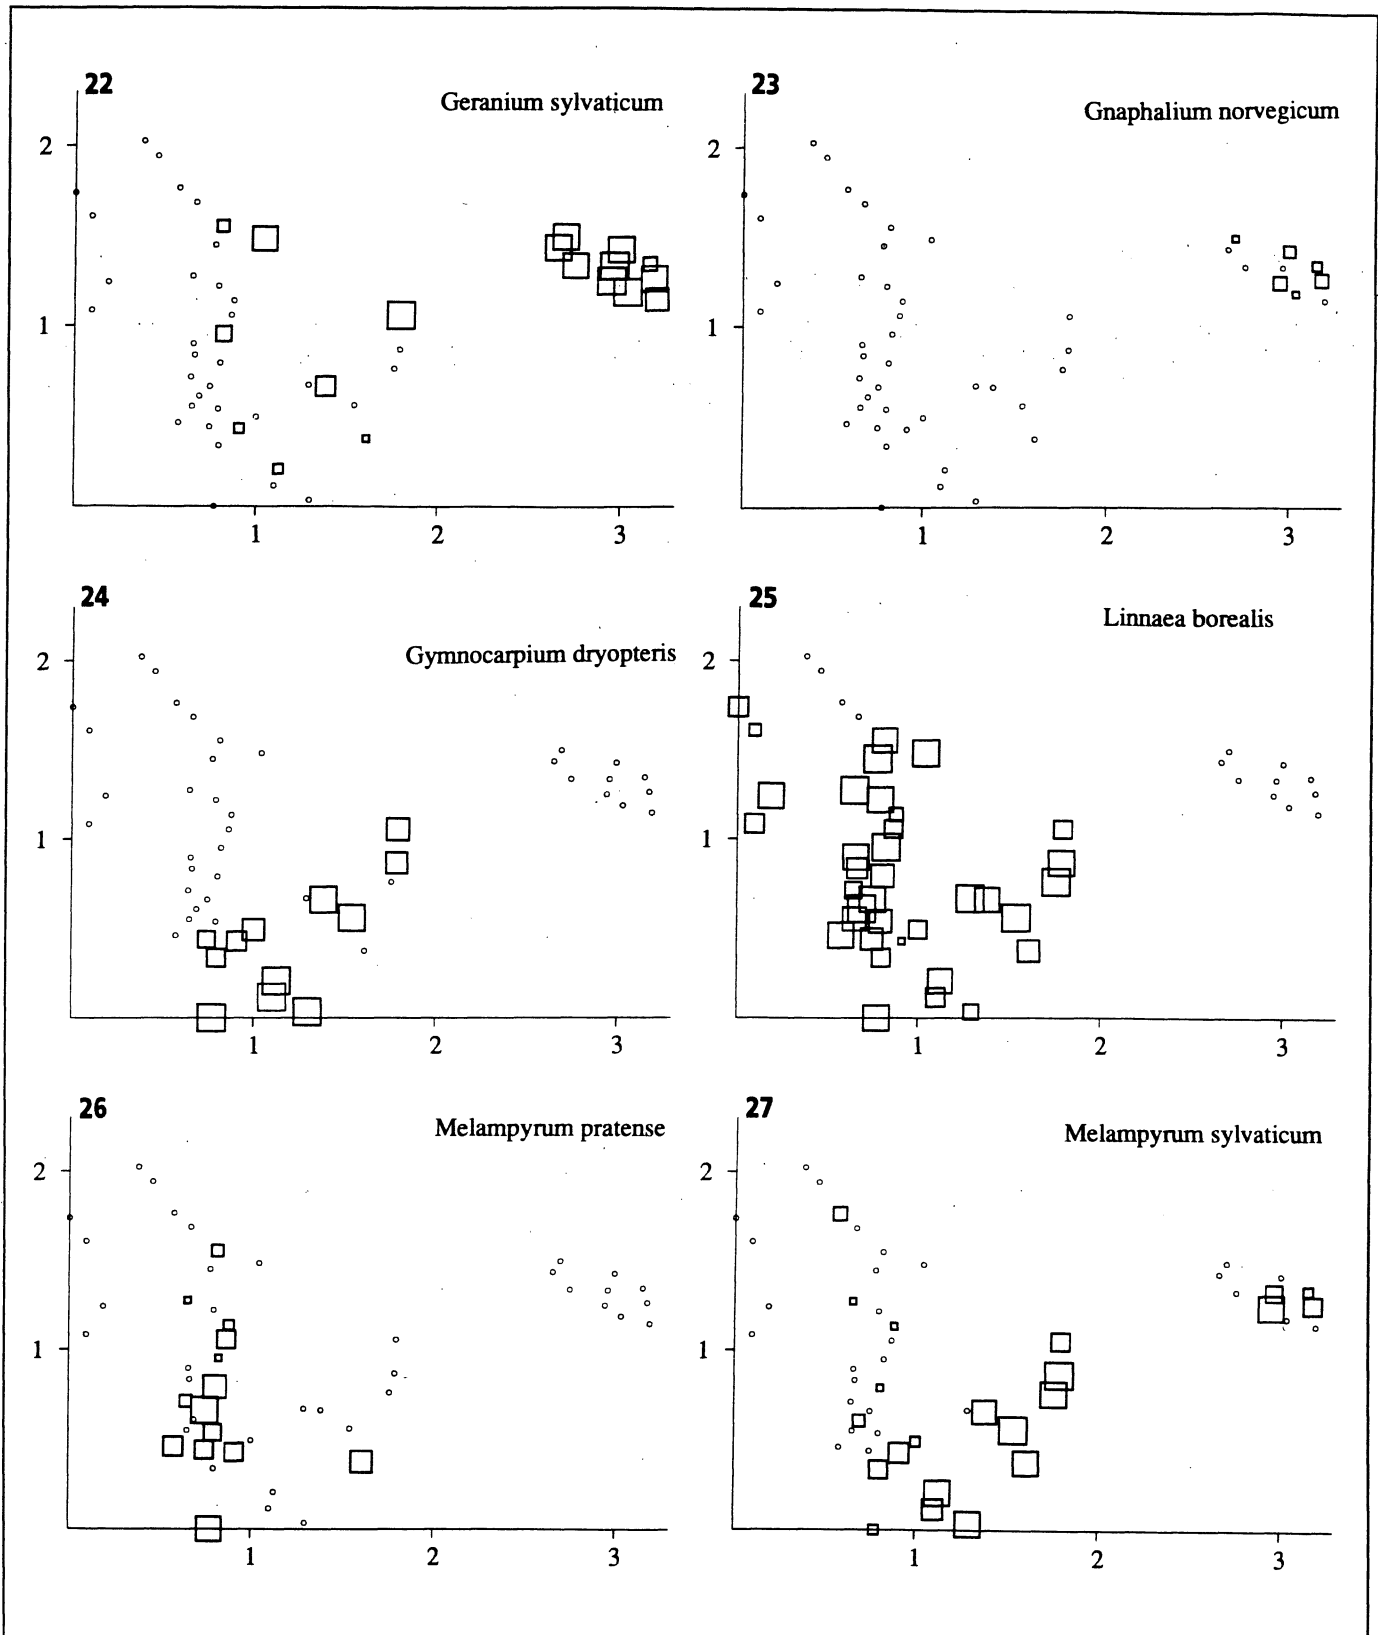 22
Geranium sylvaticum
2
1
1 2 3
23
Gnaphalium norvegicum
2
1
1 2 3
24
Gymnocarpium dryopteris
2
1
1 2 3
25
Linnaea borealis
2
1
1 2 3
26
Melampyrum pratense
2
1
1 2 3
27
Melampyrum sylvaticum
2
1
1 2 3